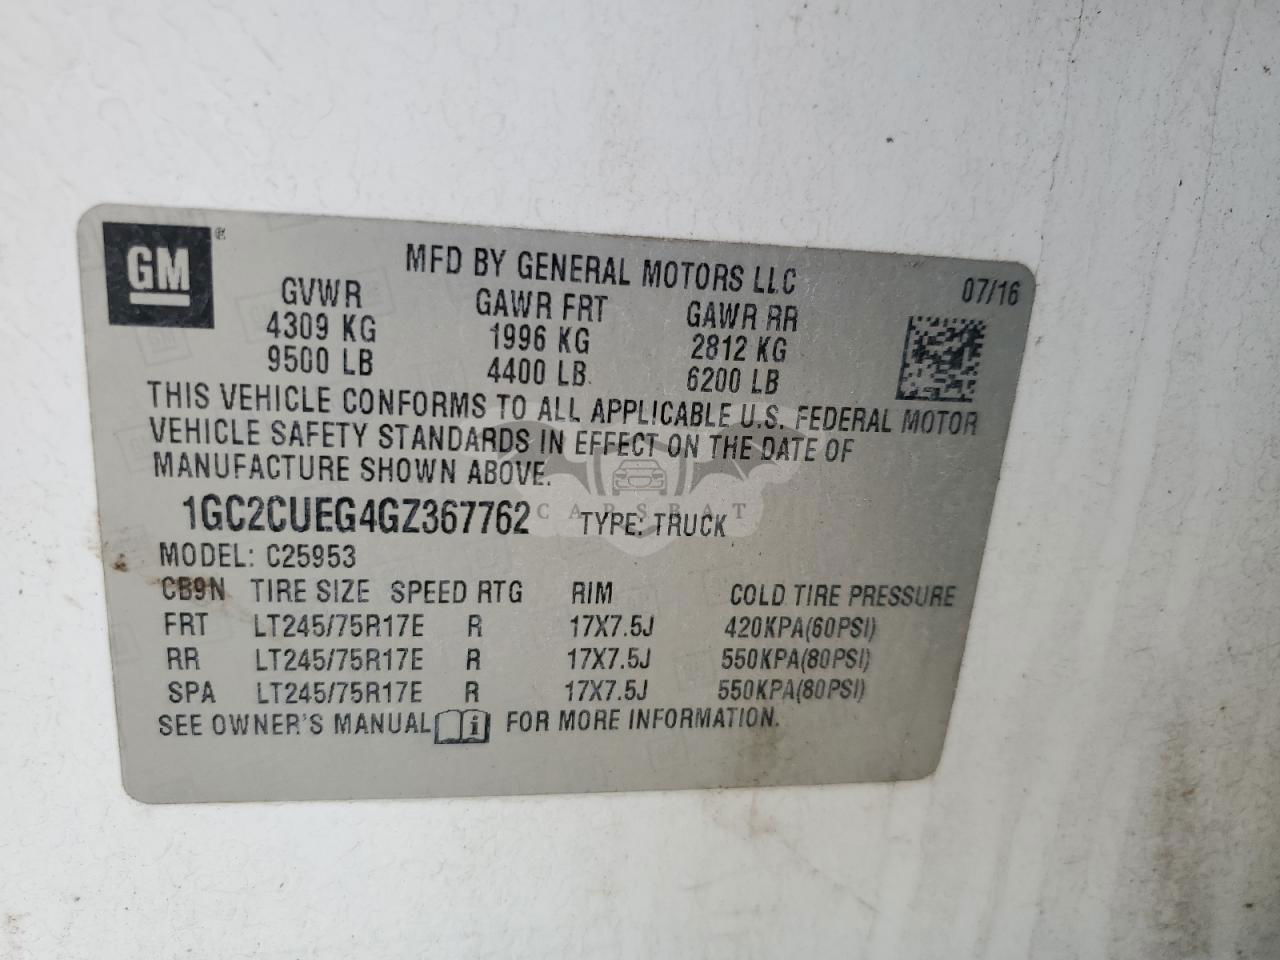 GM®
MFD BY GENERAL MOTORS LLC
07/16
GVWR GAWR FRT GAWR RR
4309 KG 1996 KG 2812 KG
9500 LB 4400 LB 6200 LB
THIS VEHICLE CONFORMS TO ALL APPLICABLE U.S. FEDERAL MOTOR
VEHICLE SAFETY STANDARDS IN EFFECT ON THE DATE OF
MANUFACTURE SHOWN ABOVE.
1GC2CUEG4GZ367762 TYPE: TRUCK
CARSBAT
MODEL: C25953
CB9N TIRE SIZE SPEED RTG RIM COLD TIRE PRESSURE
FRT LT245/75R17E R 17X7.5J 420KPA(60PSI)
RR LT245/75R17E R 17X7.5J 550KPA(80PSI)
SPA LT245/75R17E R 17X7.5J 550KPA(80PSI)
SEE OWNER'S MANUAL i FOR MORE INFORMATION.